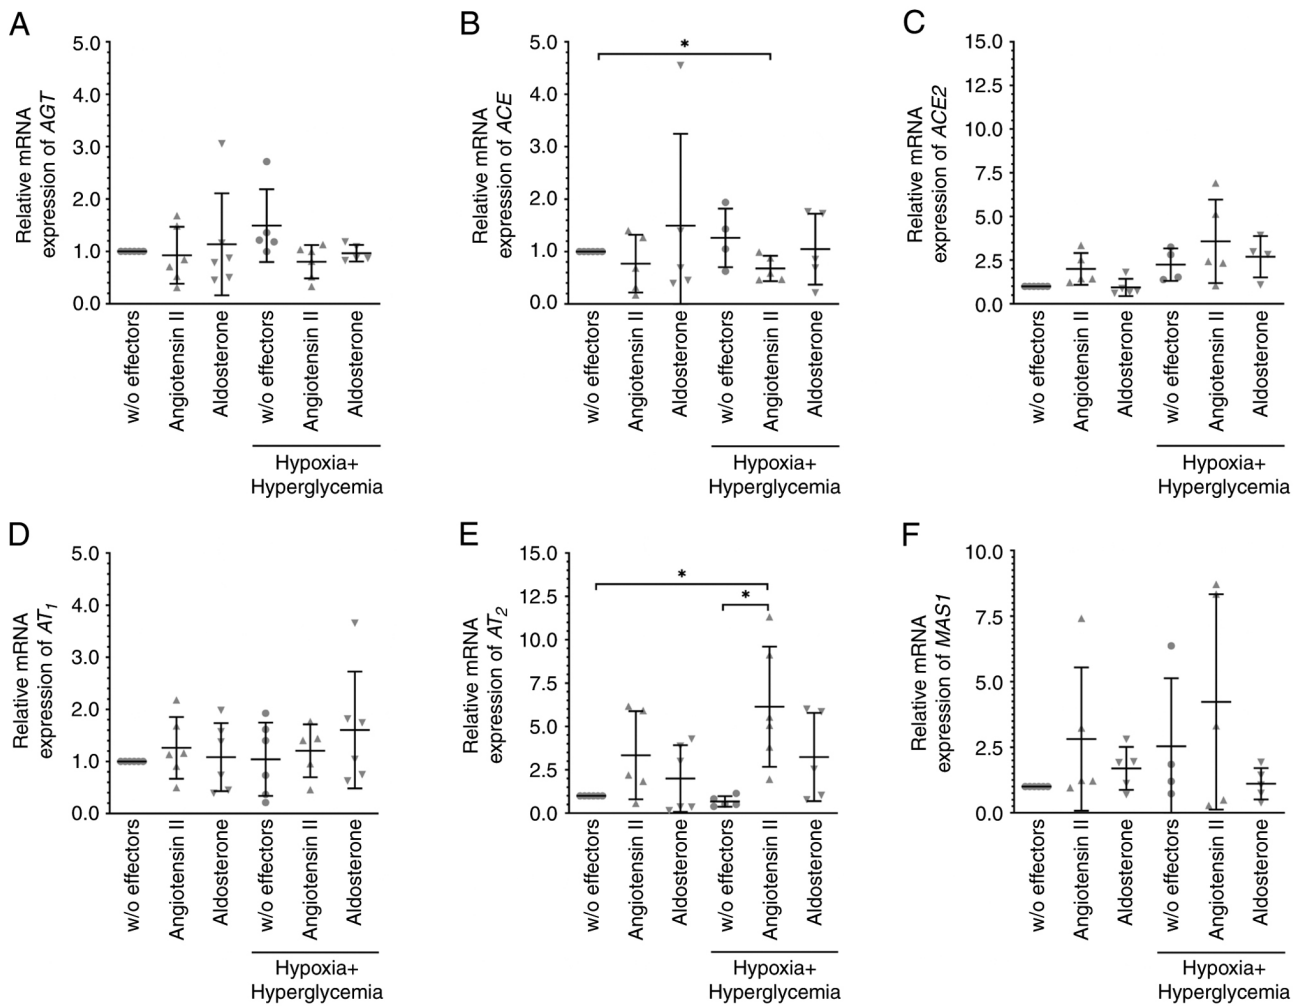 A
Relative mRNA
expression of AGT
5.0
4.0
3.0
2.0
1.0
0.0
w/o effectors
Angiotensin II
Aldosterone
w/o effectors
Angiotensin II
Aldosterone
Hypoxia+
Hyperglycemia
B
Relative mRNA
expression of ACE
5.0
4.0
3.0
2.0
1.0
0.0
*
w/o effectors
Angiotensin II
Aldosterone
w/o effectors
Angiotensin II
Aldosterone
Hypoxia+
Hyperglycemia
C
Relative mRNA
expression of ACE2
15.0
12.5
10.0
7.5
5.0
2.5
0.0
w/o effectors
Angiotensin II
Aldosterone
w/o effectors
Angiotensin II
Aldosterone
Hypoxia+
Hyperglycemia
D
Relative mRNA
expression of AT1
5.0
4.0
3.0
2.0
1.0
0.0
w/o effectors
Angiotensin II
Aldosterone
w/o effectors
Angiotensin II
Aldosterone
Hypoxia+
Hyperglycemia
E
Relative mRNA
expression of AT2
15.0
12.5
10.0
7.5
5.0
2.5
0.0
*
*
w/o effectors
Angiotensin II
Aldosterone
w/o effectors
Angiotensin II
Aldosterone
Hypoxia+
Hyperglycemia
F
Relative mRNA
expression of MAS1
10.0
7.5
5.0
2.5
0.0
w/o effectors
Angiotensin II
Aldosterone
w/o effectors
Angiotensin II
Aldosterone
Hypoxia+
Hyperglycemia